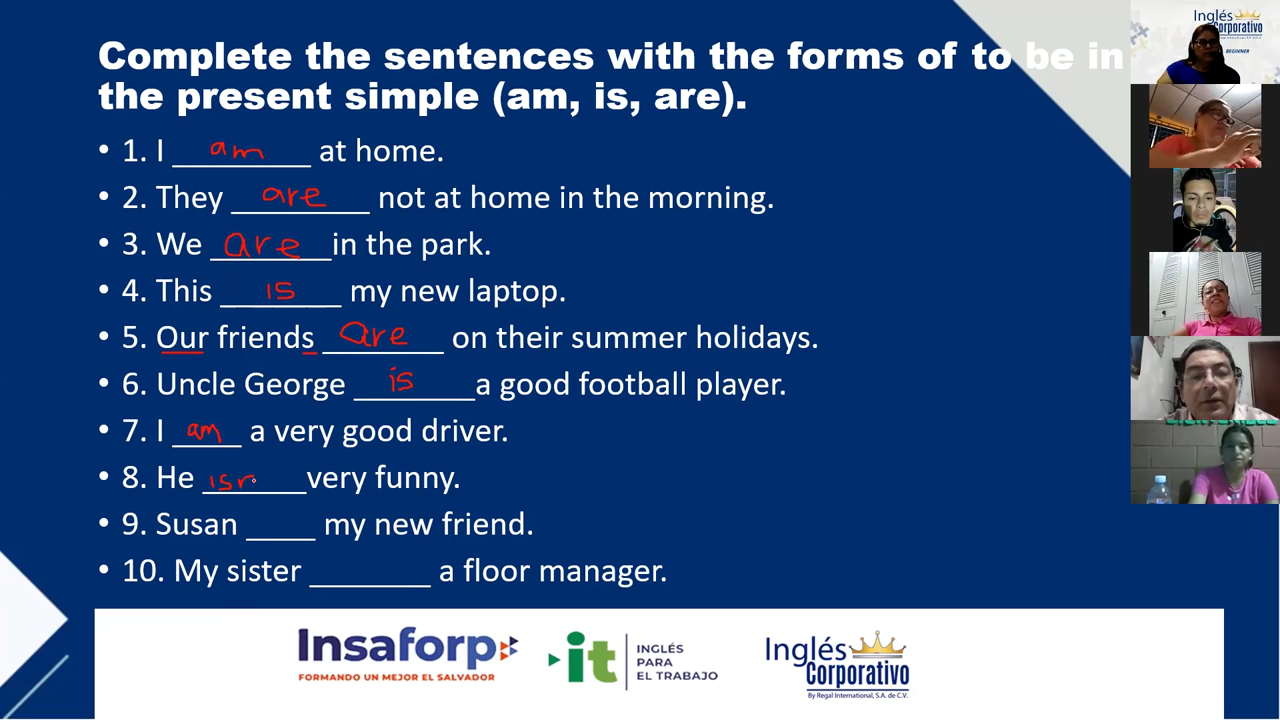 Complete the sentences with the forms of to be in
the present simple (am, is, are).
• 1. I am at home.
• 2. They are not at home in the morning.
• 3. We are in the park.
• 4. This is my new laptop.
• 5. Our friends are on their summer holidays.
• 6. Uncle George is a good football player.
• 7. I am a very good driver.
• 8. He isn very funny.
• 9. Susan ____ my new friend.
• 10. My sister _______ a floor manager.
Insaforp
FORMANDO UN MEJOR EL SALVADOR
it
INGLÉS
PARA
EL TRABAJO
Inglés
Corporativo
By Regal International, S.A. de C.V.
Inglés
Corporativo
BEGINNER